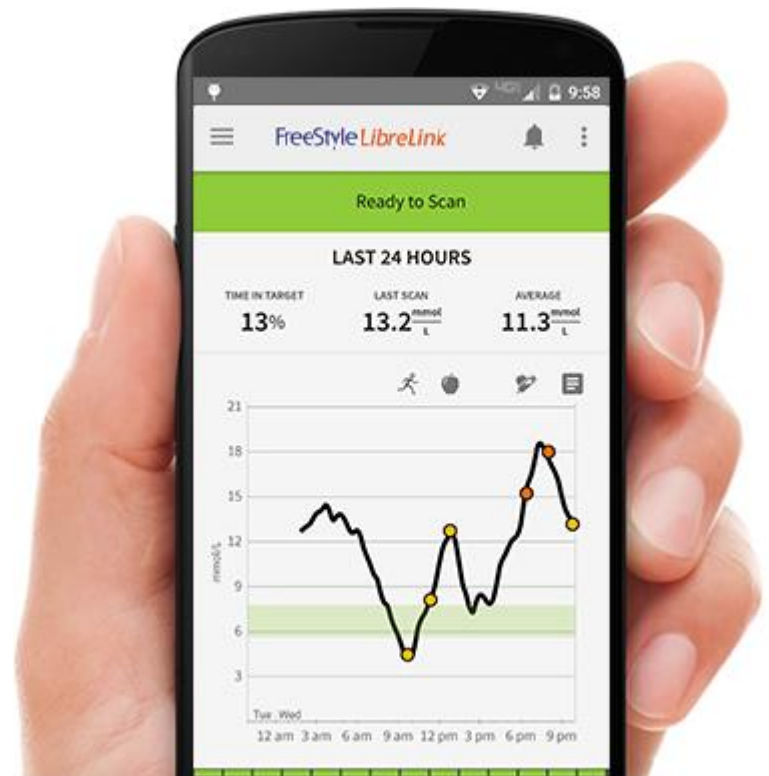 9:58
FreeStyle LibreLink
Ready to Scan
LAST 24 HOURS
TIME IN TARGET LAST SCAN AVERAGE
13% 13.2 mmol/L 11.3 mmol/L
21
18
15
12
9
6
3
mmol/L
Tue Wed
12 am 3 am 6 am 9 am 12 pm 3 pm 6 pm 9 pm